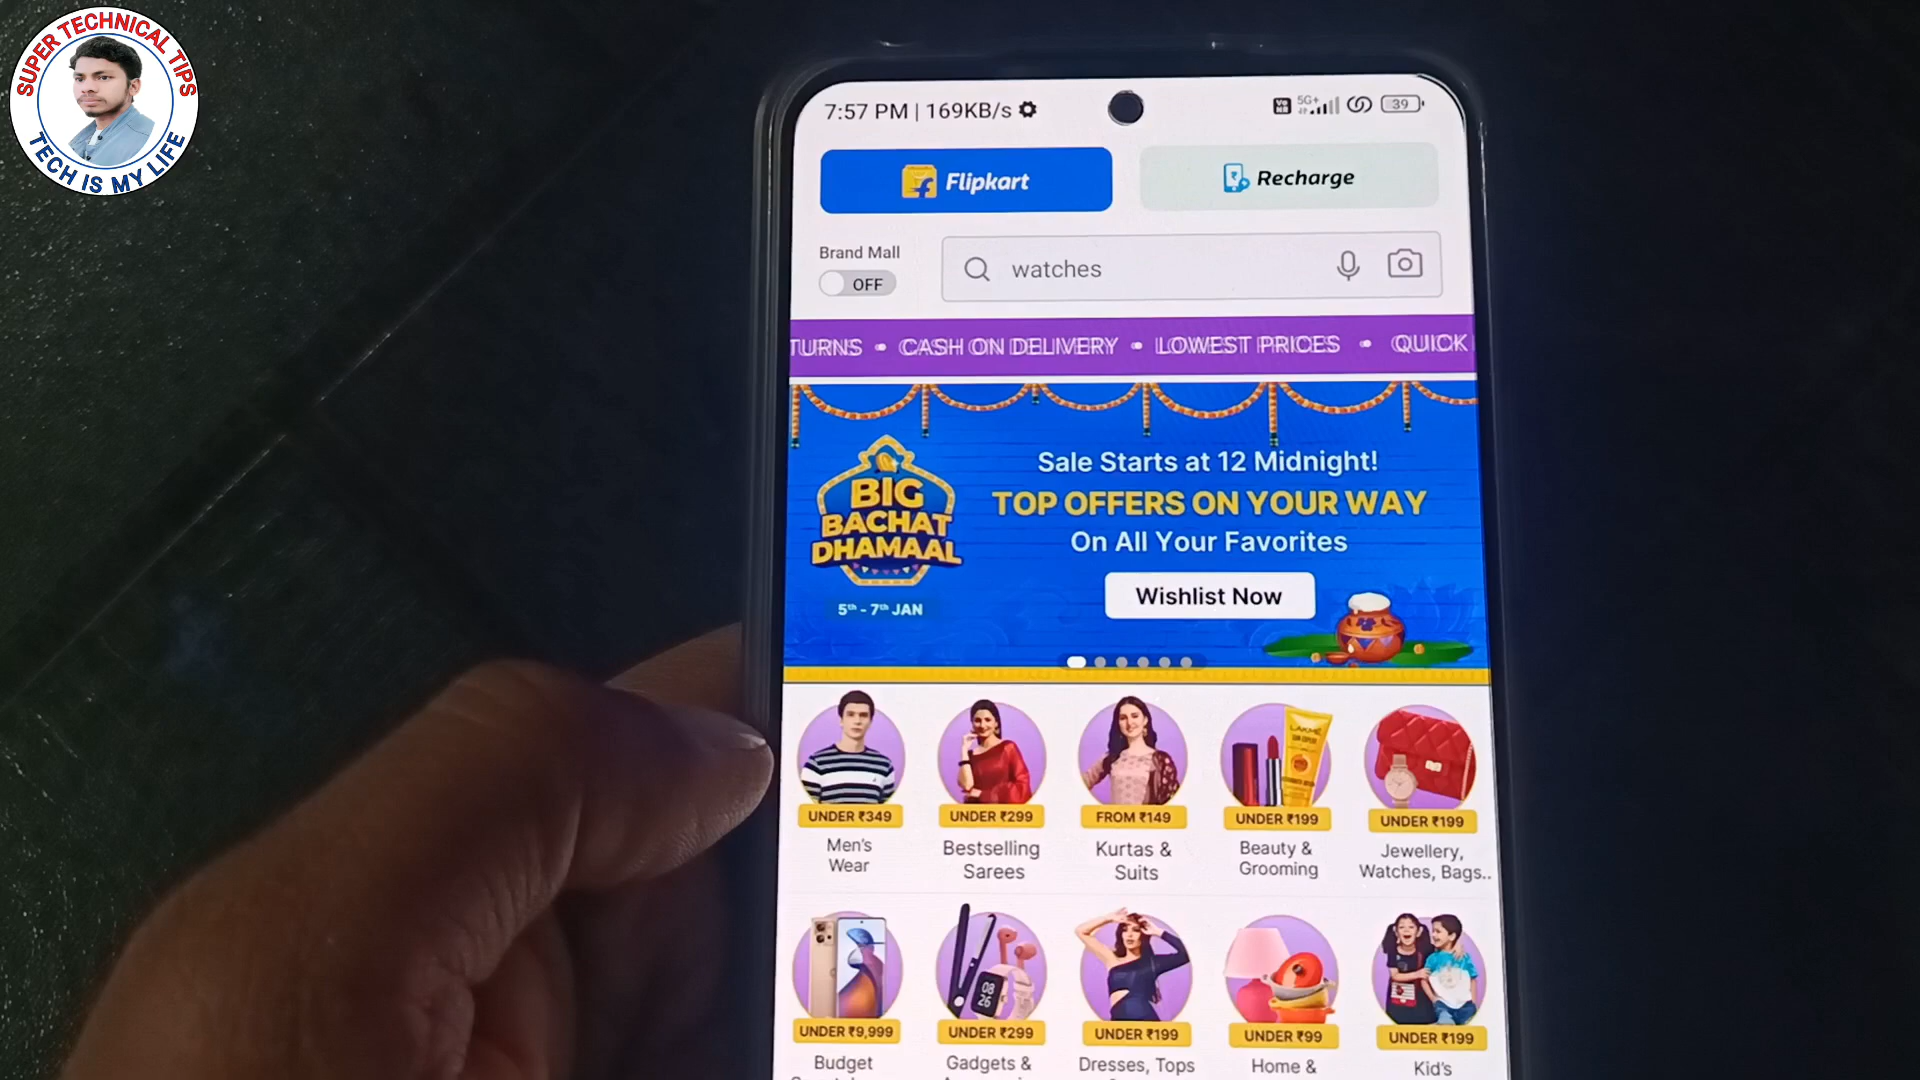 SUPER TECHNICAL TIPS
TECH IS MY LIFE
7:57 PM | 169KB/s
5G+
39
Flipkart
Recharge
Brand Mall
OFF
watches
TURNS • CASH ON DELIVERY • LOWEST PRICES • QUICK
BIG
BACHAT
DHAMAAL
5th - 7th JAN
Sale Starts at 12 Midnight!
TOP OFFERS ON YOUR WAY
On All Your Favorites
Wishlist Now
LAKMÉ
UNDER ₹349
UNDER ₹299
FROM ₹149
UNDER ₹199
UNDER ₹199
Men's
Wear
Bestselling
Sarees
Kurtas &
Suits
Beauty &
Grooming
Jewellery,
Watches, Bags..
08
26
UNDER ₹9,999
UNDER ₹299
UNDER ₹199
UNDER ₹99
UNDER ₹199
Budget
Gadgets &
Dresses, Tops
Home &
Kid's